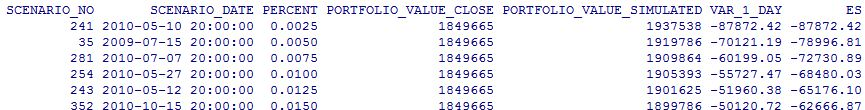 SCENARIO_NO SCENARIO_DATE PERCENT PORTFOLIO_VALUE_CLOSE PORTFOLIO_VALUE_SIMULATED VAR_1_DAY ES
241 2010-05-10 20:00:00 0.0025 1849665 1937538 -87872.42 -87872.42
35 2009-07-15 20:00:00 0.0050 1849665 1919786 -70121.19 -78996.81
281 2010-07-07 20:00:00 0.0075 1849665 1909864 -60199.05 -72730.89
254 2010-05-27 20:00:00 0.0100 1849665 1905393 -55727.47 -68480.03
243 2010-05-12 20:00:00 0.0125 1849665 1901625 -51960.38 -65176.10
352 2010-10-15 20:00:00 0.0150 1849665 1899786 -50120.72 -62666.87